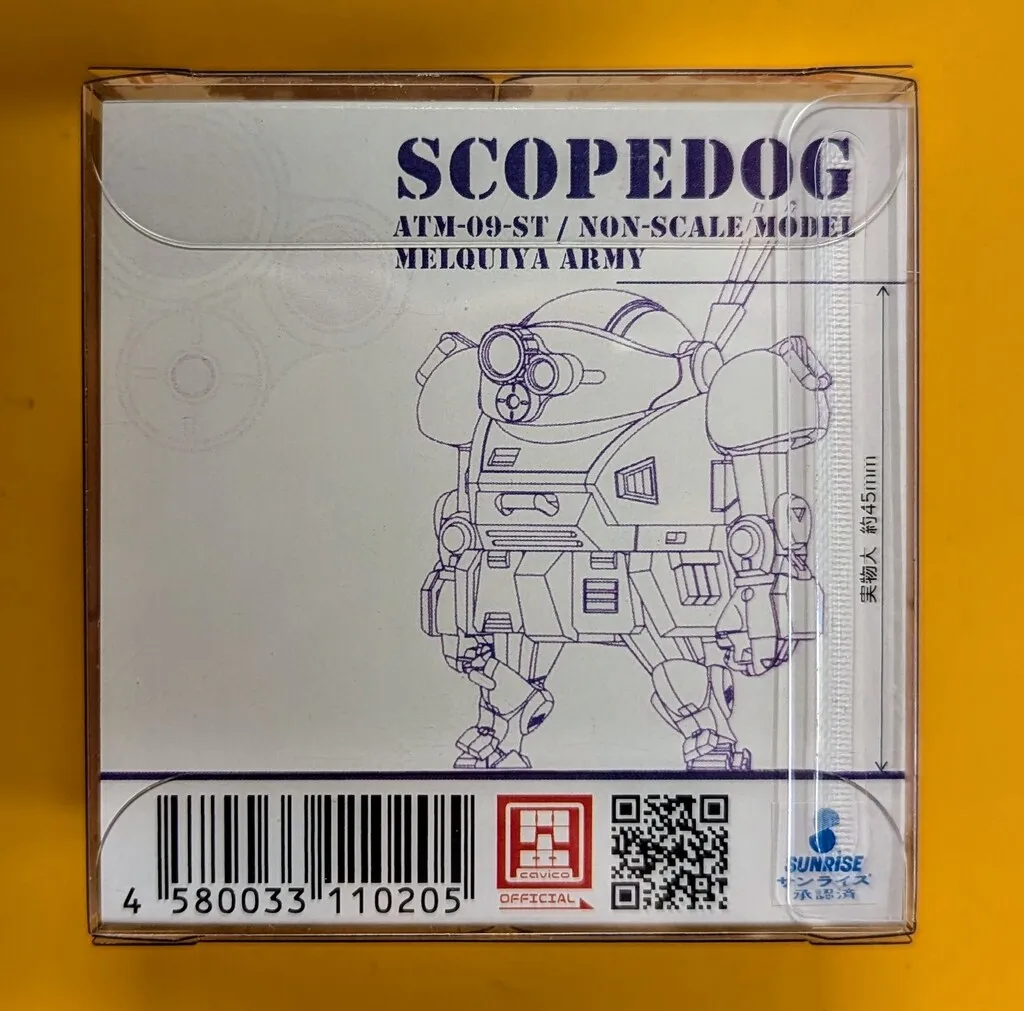 SCOPEDOG
ATM-09-ST / NON-SCALE MODEL
MELQUIYA ARMY
実物大 約45mm
4 580033 110205
cavico
OFFICIAL
SUNRiSE
サンライズ
承認済